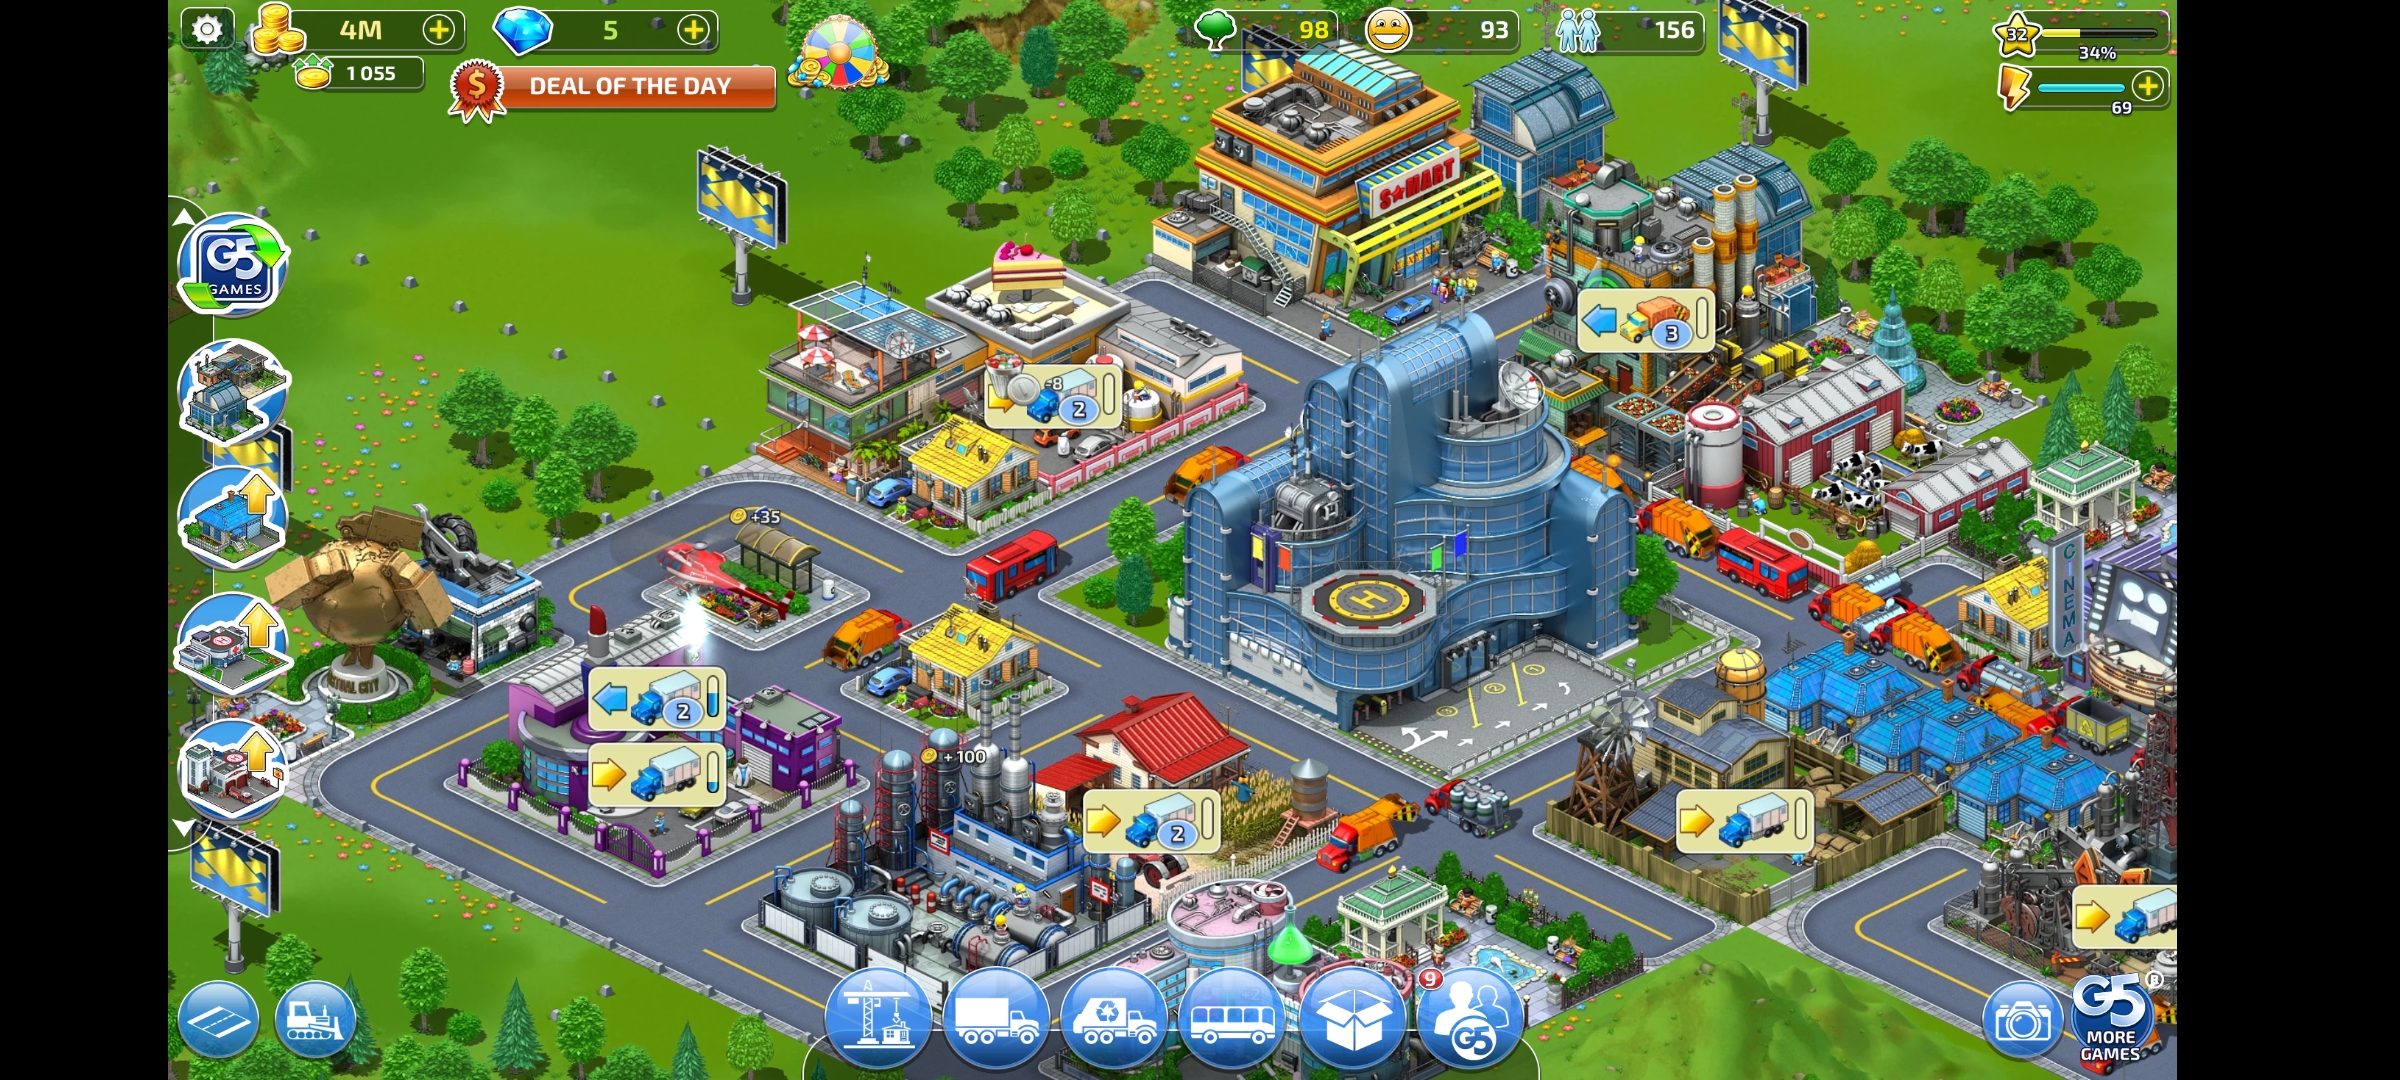 4M
5
98
93
156
32
34%
1 055
DEAL OF THE DAY
69
S★MART
G5
GAMES
3
-8
2
+35
CINEMA
H
2
+100
2
9
G5
G5
MORE
GAMES